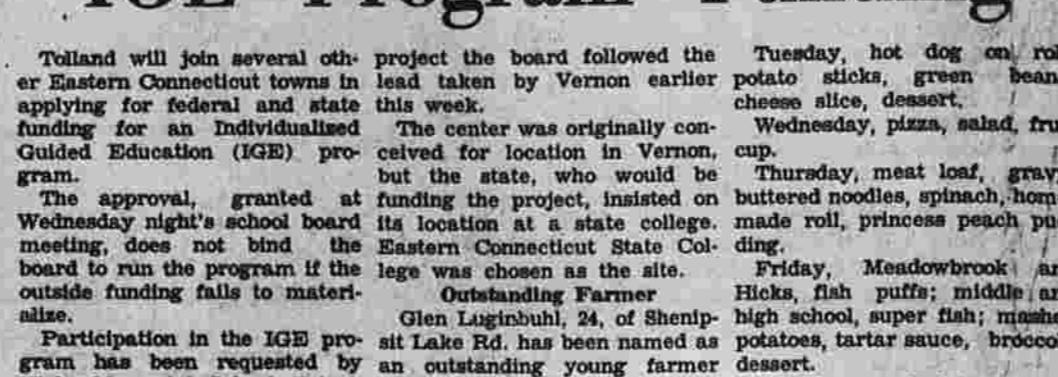 IGE Program Funding
Tolland will join several oth-
er Eastern Connecticut towns in
applying for federal and state
funding for an Individualized
Guided Education (IGE) pro-
gram.
The approval, granted at
Wednesday night's school board
meeting, does not bind the
board to run the program if the
outside funding fails to materi-
alize.
Participation in the IGE pro-
gram has been requested by
project the board followed the
lead taken by Vernon earlier
this week.
The center was originally con-
ceived for location in Vernon,
but the state, who would be
funding the project, insisted on
its location at a state college.
Eastern Connecticut State Col-
lege was chosen as the site.
Outstanding Farmer
Glen Luginbuhl, 24, of Shenip-
sit Lake Rd. has been named as
an outstanding young farmer
Tuesday, hot dog on
potato sticks, green
cheese slice, dessert.
Wednesday, pizza, salad,
cup.
Thursday, meat loaf,
buttered noodles, spinach,
made roll, princess peach
ding.
Friday, Meadowbrook
Hicks, fish puffs; middle
high school, super fish;
potatoes, tartar sauce,
dessert.